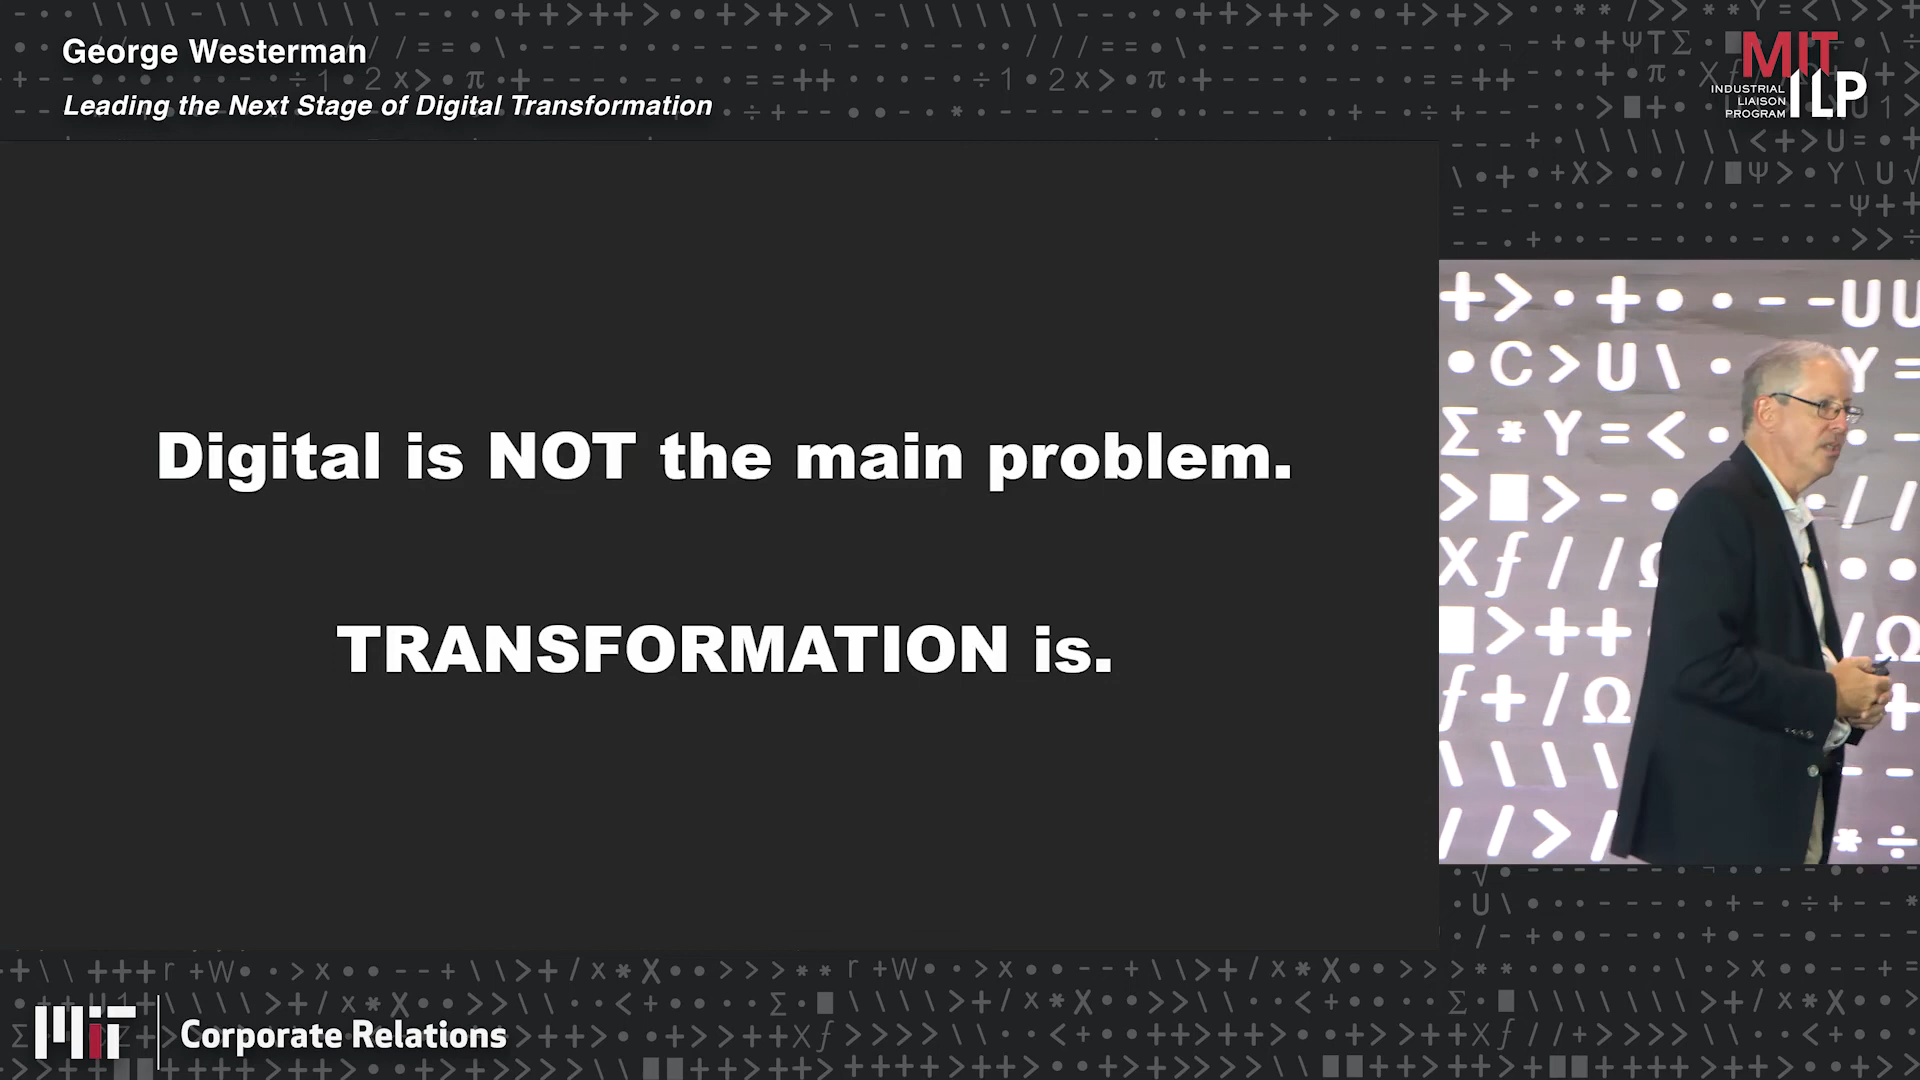 George Westerman
Leading the Next Stage of Digital Transformation
MIT
INDUSTRIAL
LIAISON
PROGRAM
ILP
Digital is NOT the main problem.
TRANSFORMATION is.
MIT
Corporate Relations